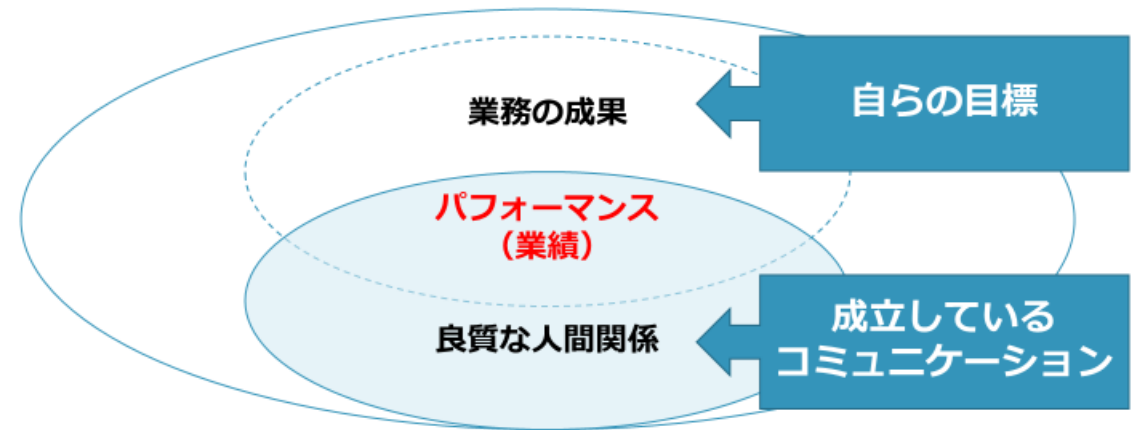 業務の成果
自らの目標
パフォーマンス
（業績）
良質な人間関係
成立している
コミュニケーション